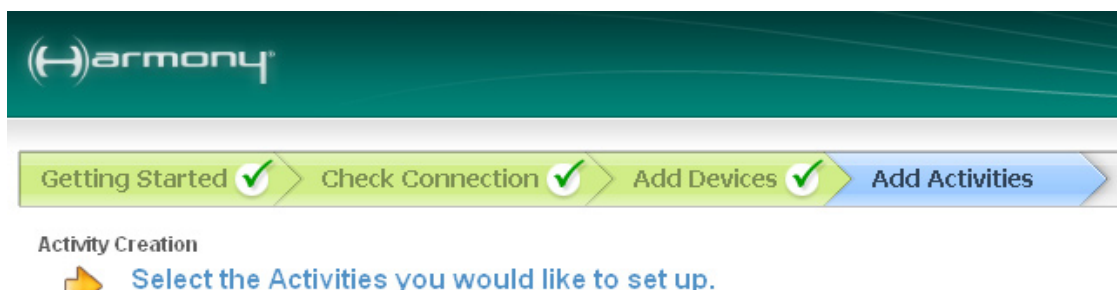 (H)armony®
Getting Started Check Connection Add Devices Add Activities
Activity Creation
Select the Activities you would like to set up.